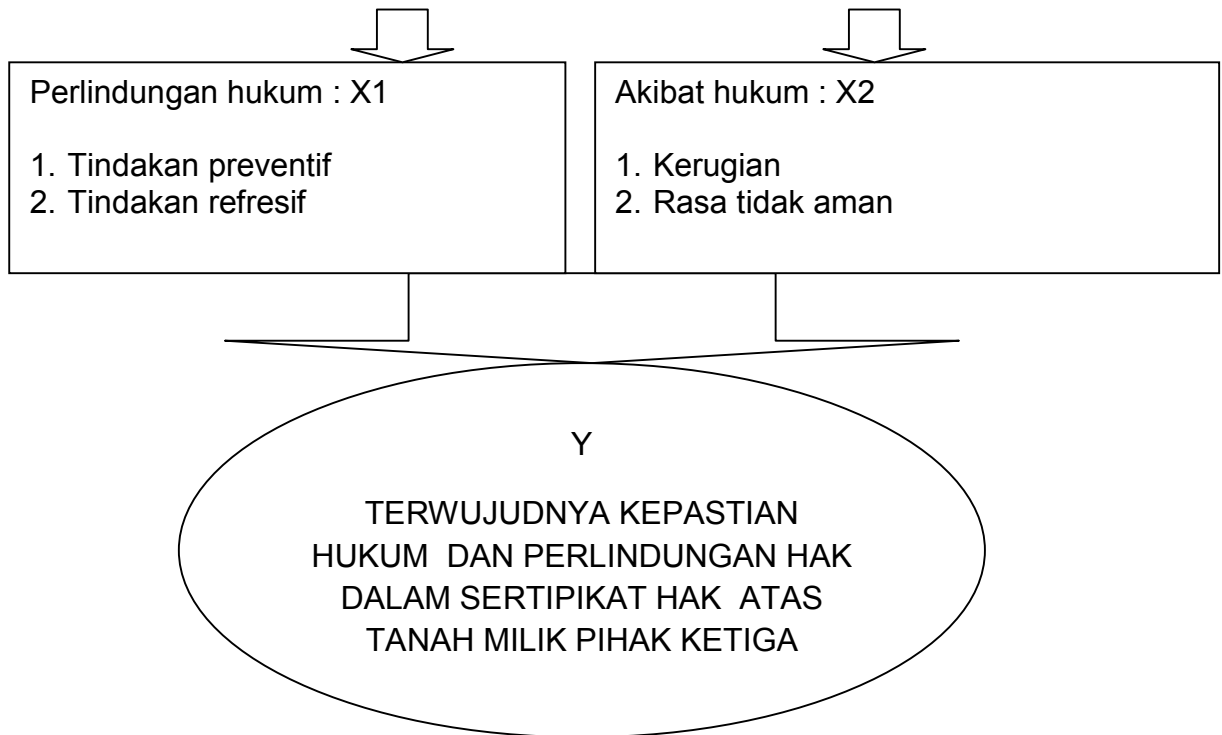 Perlindungan hukum : X1
1. Tindakan preventif
2. Tindakan refresif
Akibat hukum : X2
1. Kerugian
2. Rasa tidak aman
Y
TERWUJUDNYA KEPASTIAN
HUKUM DAN PERLINDUNGAN HAK
DALAM SERTIPIKAT HAK ATAS
TANAH MILIK PIHAK KETIGA